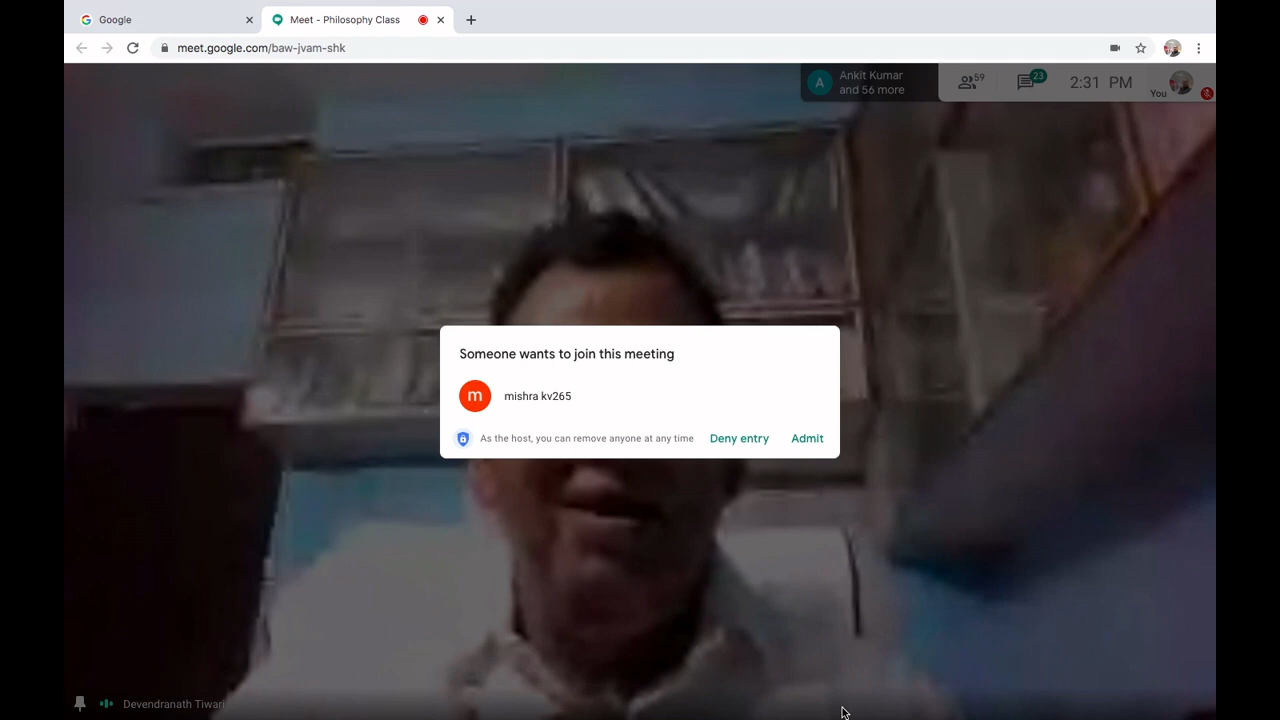 Google
Meet - Philosophy Class
meet.google.com/baw-jvam-shk
A
Ankit Kumar
and 56 more
59
23
2:31 PM
You
Someone wants to join this meeting
m
mishra kv265
As the host, you can remove anyone at any time
Deny entry
Admit
Devendranath Tiwari